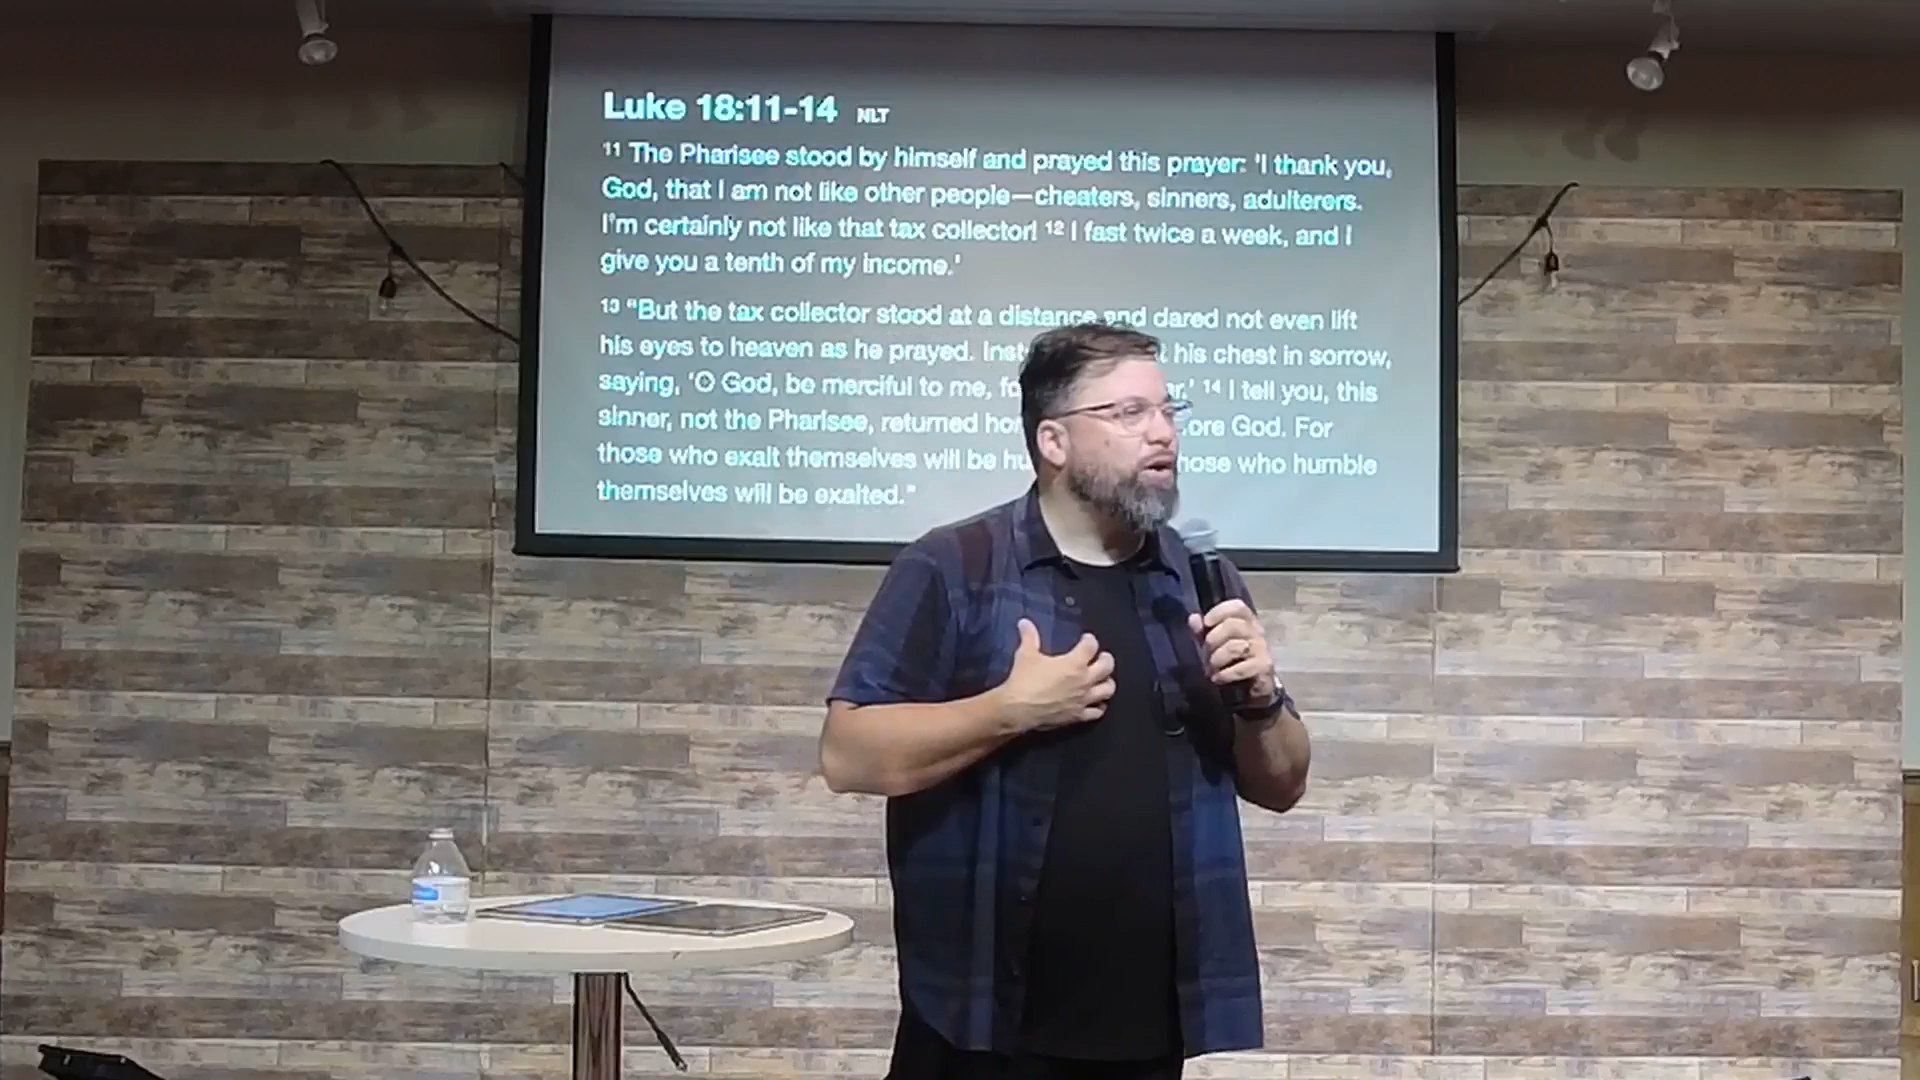 Luke 18:11-14 NLT
11 The Pharisee stood by himself and prayed this prayer: 'I thank you,
God, that I am not like other people—cheaters, sinners, adulterers.
I'm certainly not like that tax collector! 12 I fast twice a week, and I
give you a tenth of my income.'
13 "But the tax collector stood at a distance and dared not even lift
his eyes to heaven as he prayed. his chest in sorrow,
saying, 'O God, be merciful to me, 14 I tell you, this
sinner, not the Pharisee, returned God. For
those who exalt themselves will be who humble
themselves will be exalted."